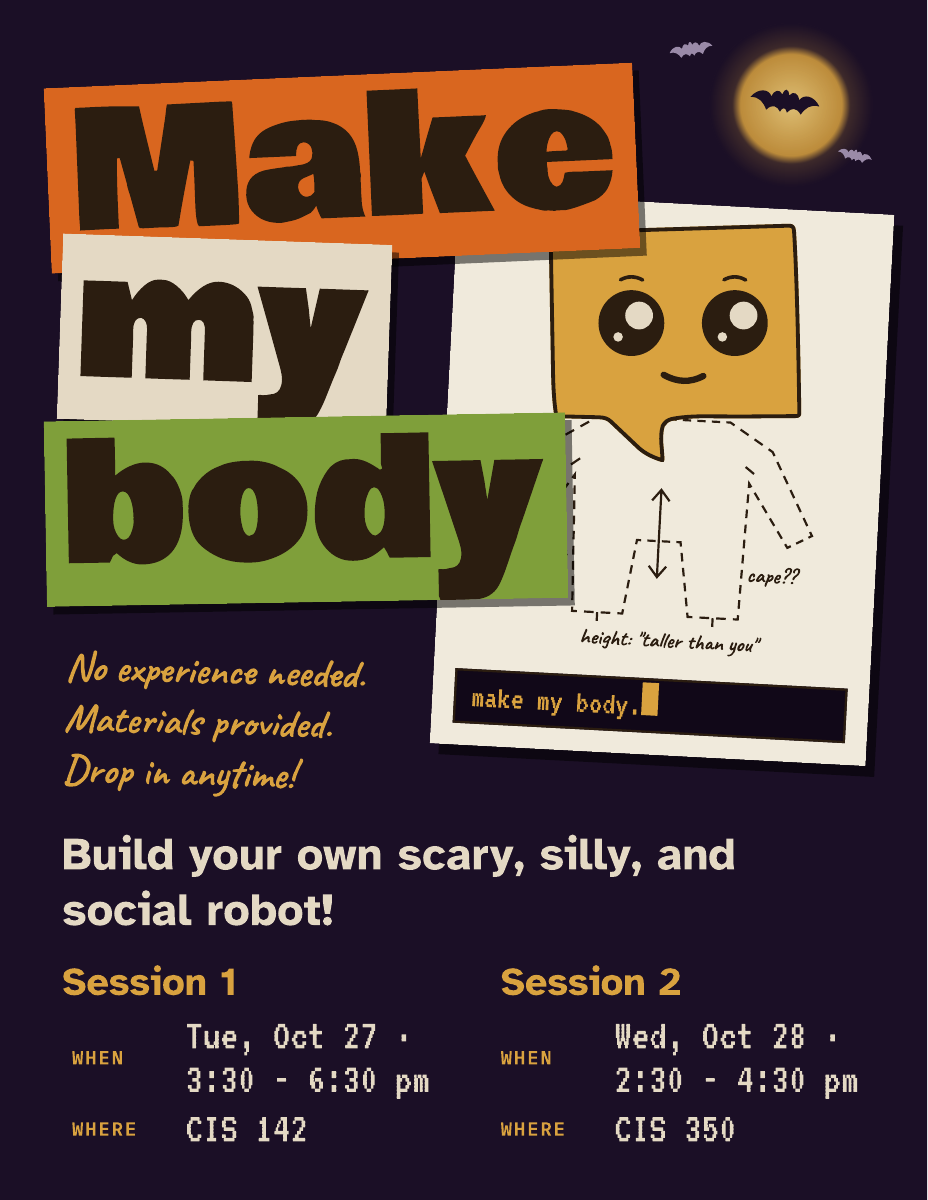 Make
my
body
cape??
height: "taller than you"
make my body.
No experience needed.
Materials provided.
Drop in anytime!
Build your own scary, silly, and
social robot!
Session 1
WHEN
Tue, Oct 27 ·
3:30 - 6:30 pm
WHERE
CIS 142
Session 2
WHEN
Wed, Oct 28 ·
2:30 - 4:30 pm
WHERE
CIS 350